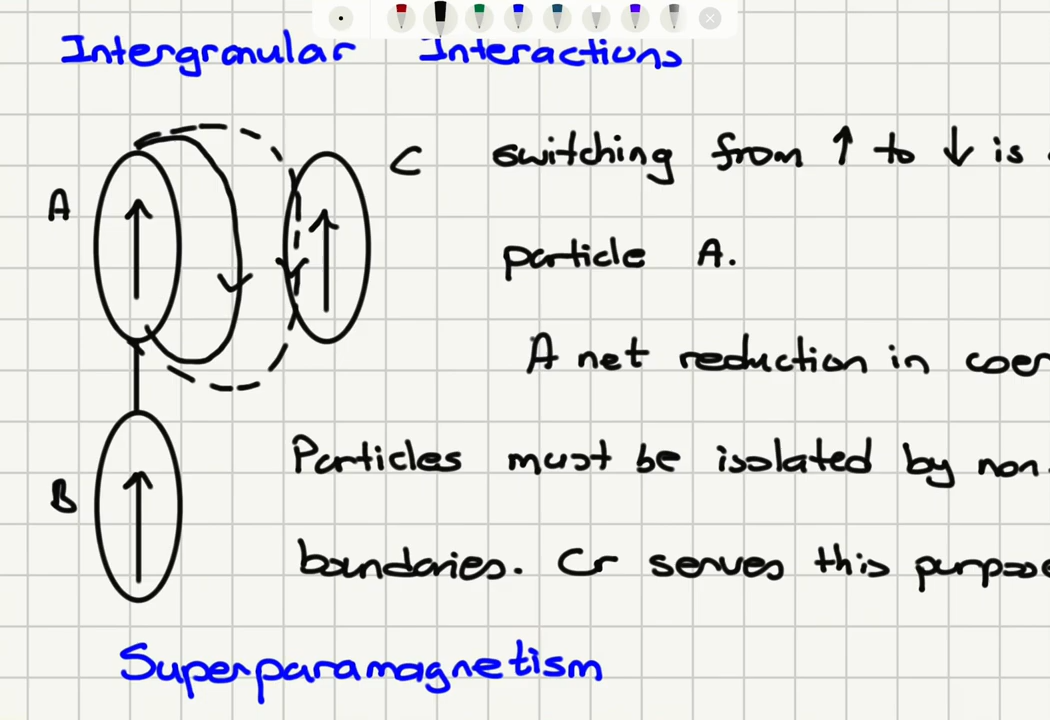 Intergranular Interactions
A
C
switching from ↑ to ↓ is
particle A.
A net reduction in coer
Particles must be isolated by non
B
boundaries. Cr serves this purpose
Superparamagnetism